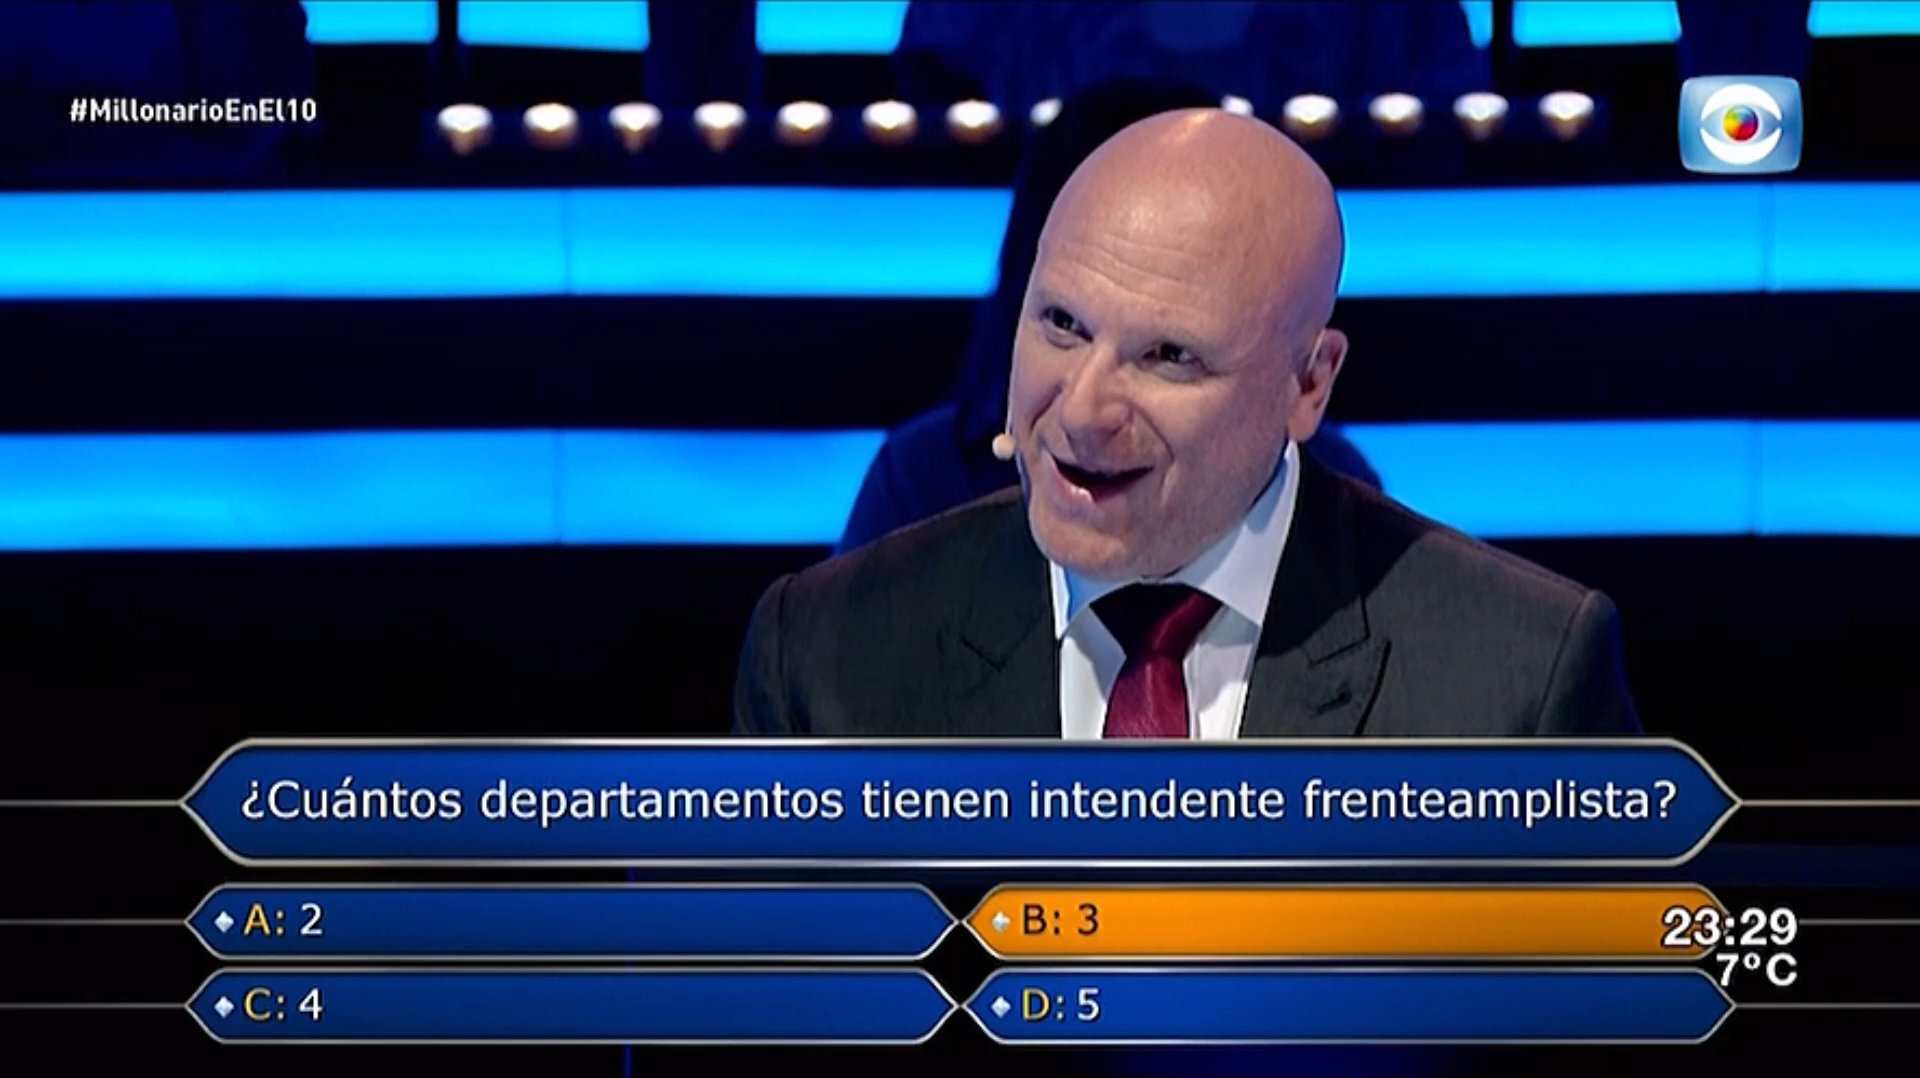 #MillonarioEnEl10
¿Cuántos departamentos tienen intendente frenteamplista?
A: 2
B: 3
23:29
7°C
C: 4
D: 5